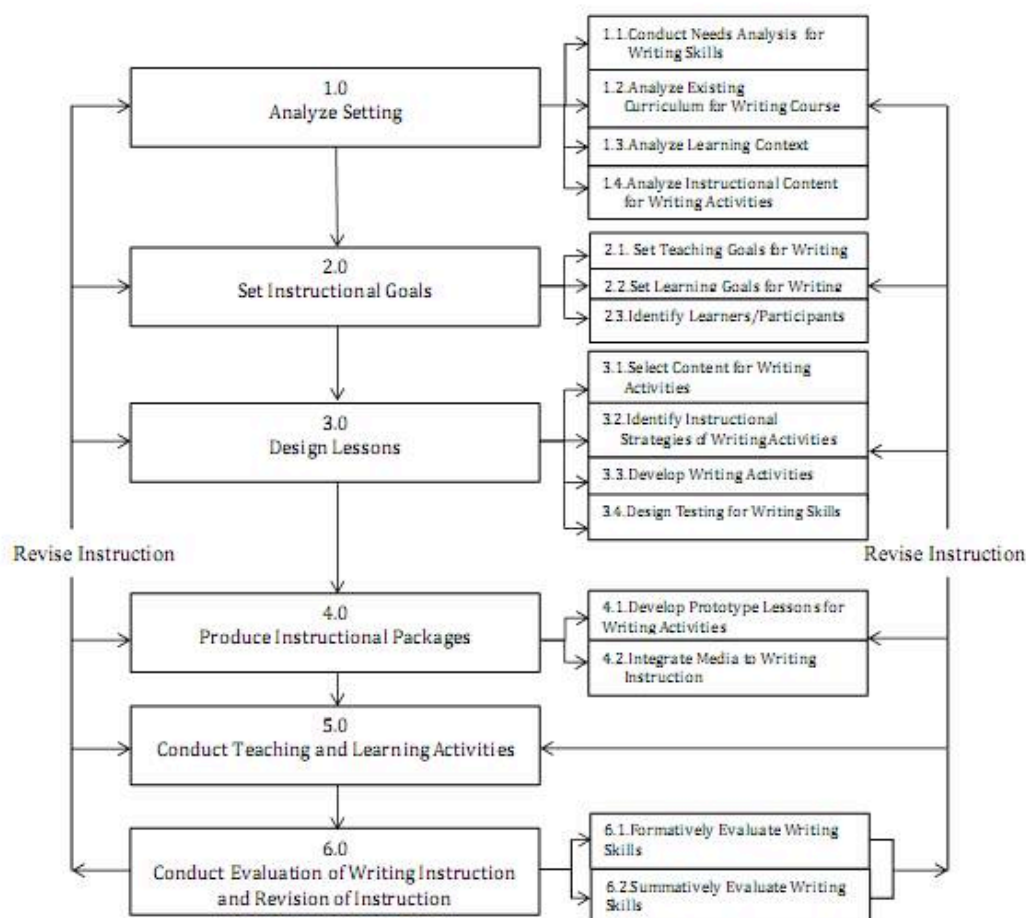 1.0
Analyze Setting
1.1.Conduct Needs Analysis for
Writing Skills
1.2.Analyze Existing
Curriculum for Writing Course
1.3.Analyze Learning Context
1.4.Analyze Instructional Content
for Writing Activities
2.0
Set Instructional Goals
2.1. Set Teaching Goals for Writing
2.2.Set Learning Goals for Writing
2.3.Identify Learners/Participants
3.0
Design Lessons
3.1.Select Content for Writing
Activities
3.2.Identify Instructional
Strategies of Writing Activities
3.3.Develop Writing Activities
3.4.Design Testing for Writing Skills
Revise Instruction
Revise Instruction
4.0
Produce Instructional Packages
4.1.Develop Prototype Lessons for
Writing Activities
4.2.Integrate Media to Writing
Instruction
5.0
Conduct Teaching and Learning Activities
6.0
Conduct Evaluation of Writing Instruction
and Revision of Instruction
6.1.Formatively Evaluate Writing
Skills
6.2.Summatively Evaluate Writing
Skills